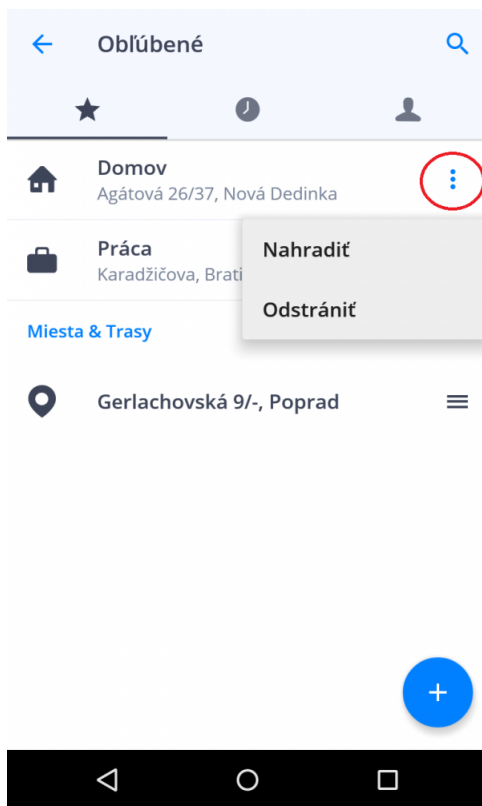 Obľúbené
Domov
Agátová 26/37, Nová Dedinka
Práca
Karadžičova, Brati
Nahradiť
Odstrániť
Miesta & Trasy
Gerlachovská 9/-, Poprad